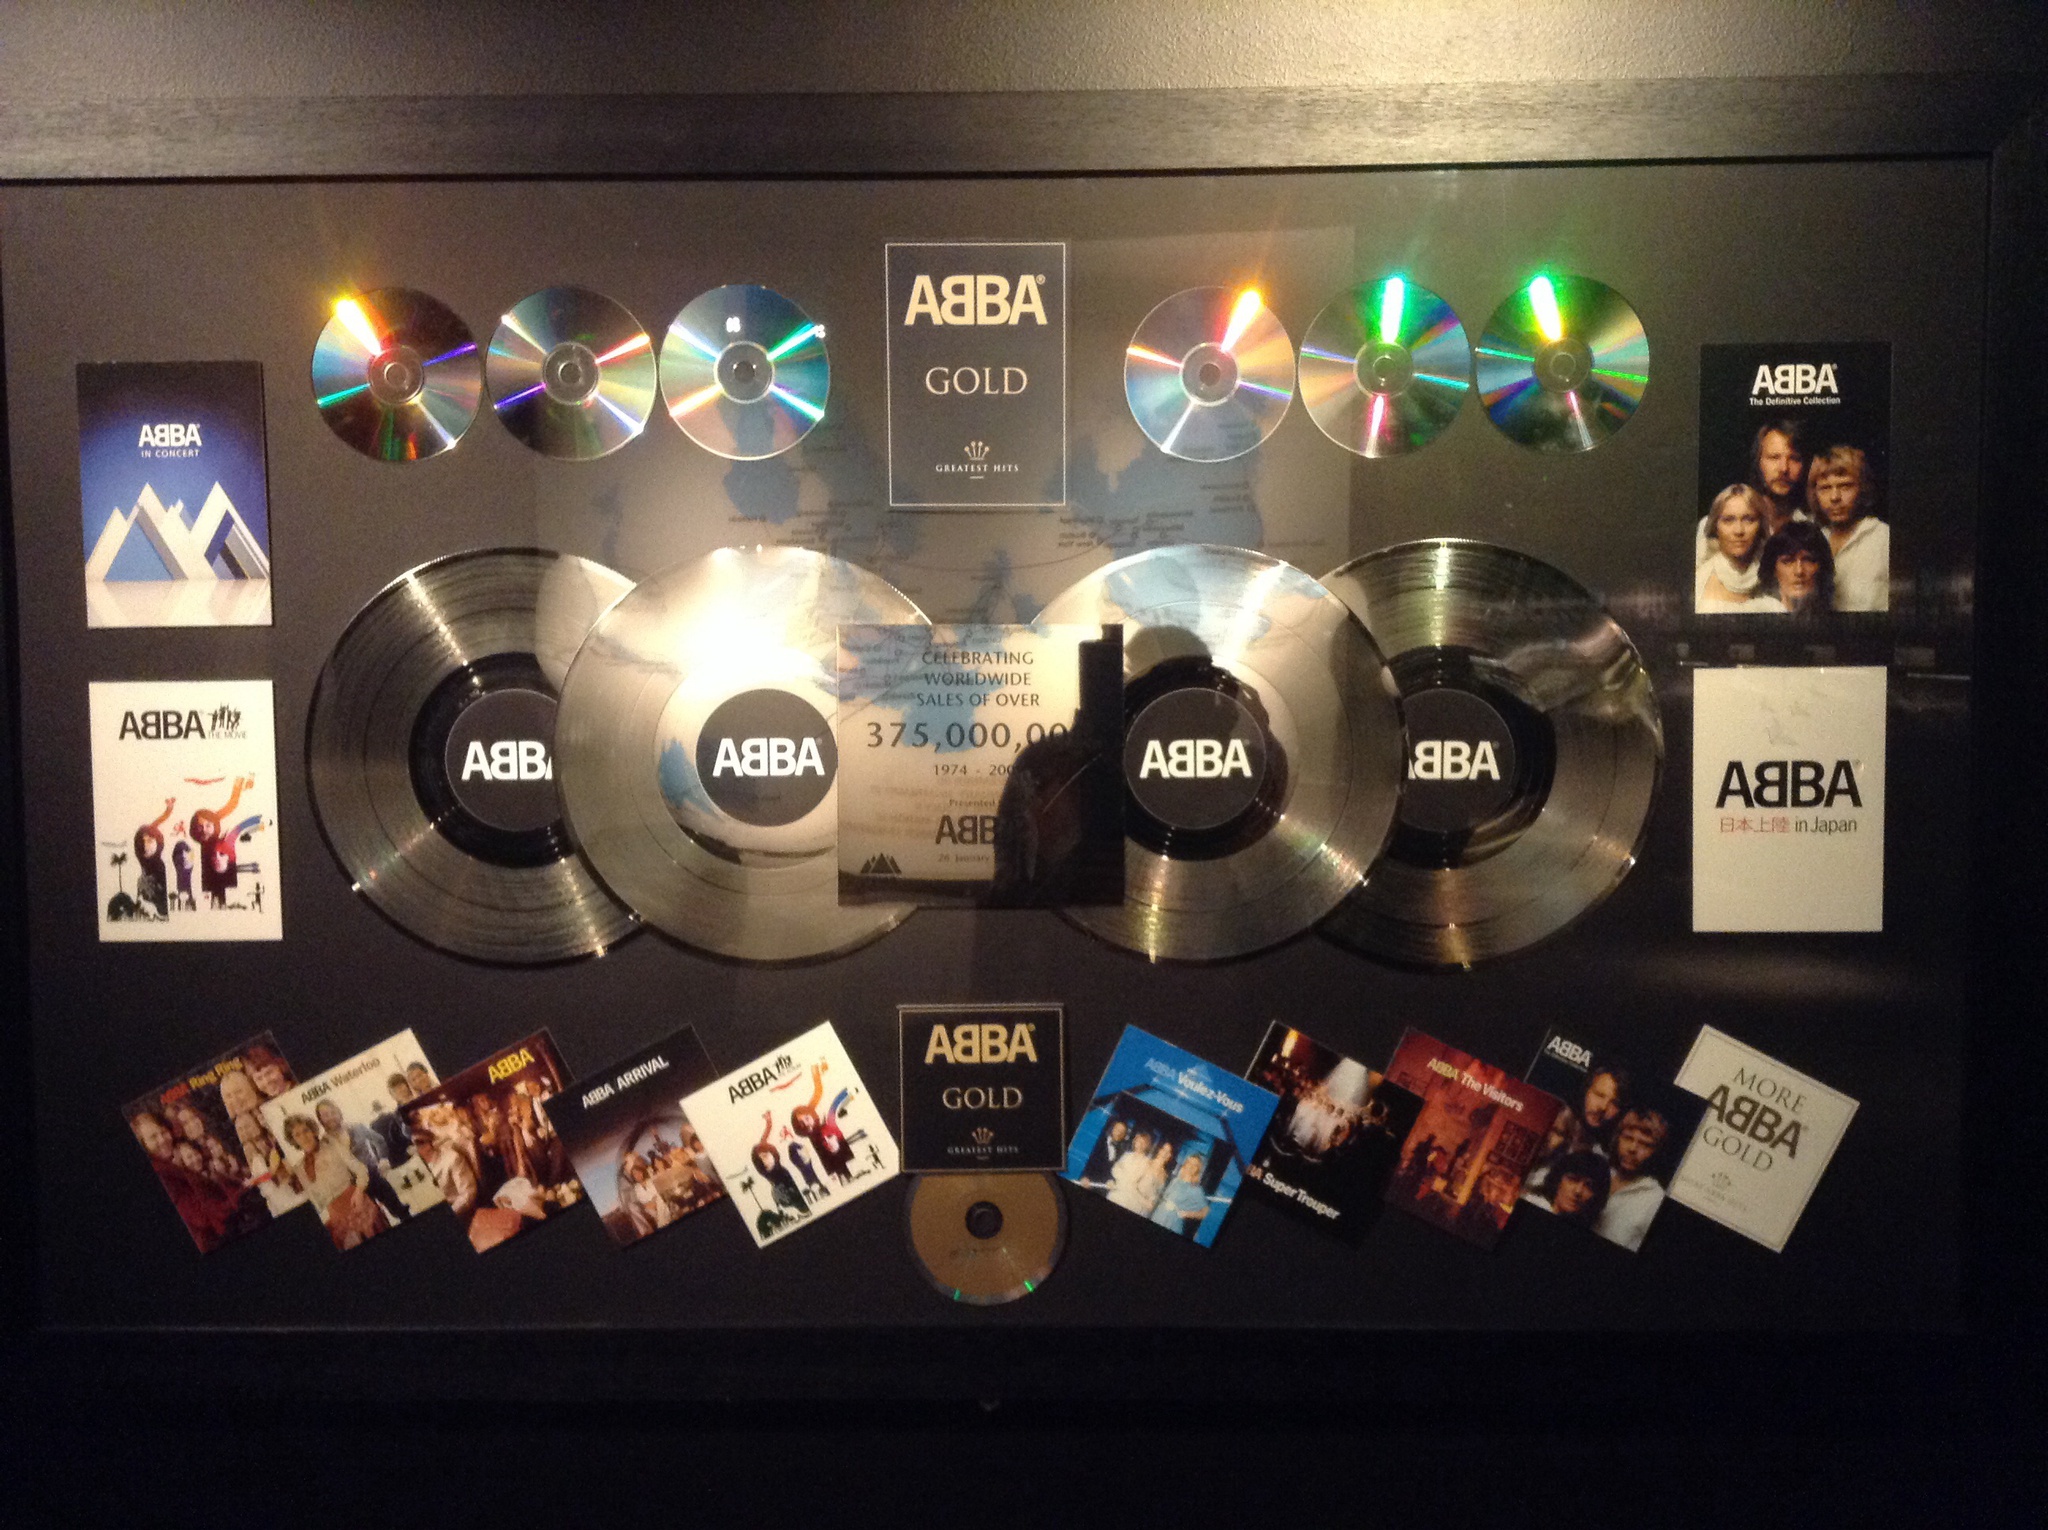 ABBA
GOLD
GREATEST HITS
ABBA
IN CONCERT
ABBA
The Definitive Collection
ABBA
THE MOVIE
ABBA
ABBA
ABBA
ABBA
CELEBRATING
WORLDWIDE
SALES OF OVER
375,000,00
1974 - 200
Presented
ABB
26 January
ABBA
日本上陸 in Japan
ABBA Ring Ring
ABBA Waterloo
ABBA
ABBA ARRIVAL
ABBA
ABBA
GOLD
GREATEST HITS
ABBA Voulez-Vous
Super Trouper
ABBA The Visitors
ABBA
MORE
ABBA
GOLD